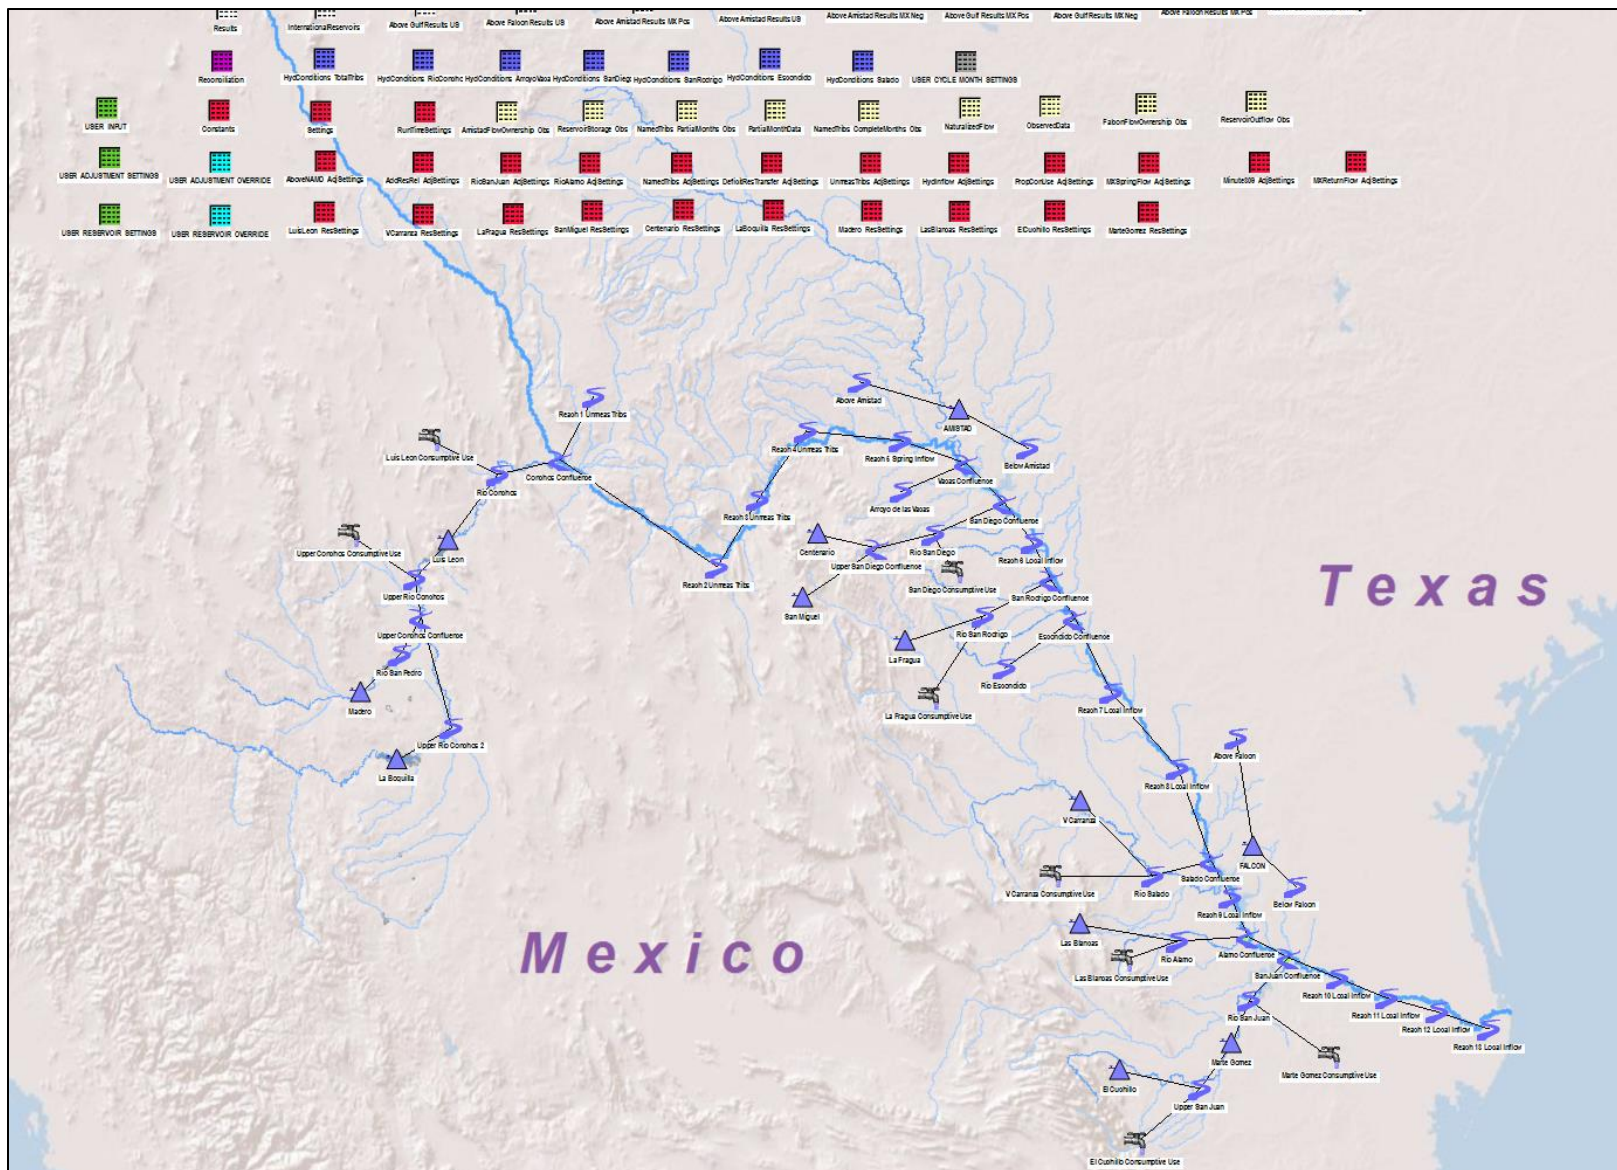 Results
InternationalReservoirs
Above Gulf Results US
Above Falcon Results US
Above Amistad Results MX Pos
Above Amistad Results US
Above Amistad Results MX Neg
Above Gulf Results MX Pos
Above Gulf Results MX Neg
Above Falcon Results MX Pos
Reconciliation
HydConditions TotalTribs
HydConditions RioConcho
HydConditions ArroyoVaca
HydConditions SanDieg
HydConditions SanRodrigo
HydConditions Escondido
HydConditions Salado
USER CYCLE MONTH SETTINGS
USER INPUT
Constants
Settings
RunTimeSettings
AmistadFlowOwnership Obs
ReservoirStorage Obs
NamedTribs PartialMonths Obs
PartialMonthData
NamedTribs CompleteMonths Obs
NaturalizedFlow
ObservedData
FalconFlowOwnership Obs
ReservoirOutflow Obs
USER ADJUSTMENT SETTINGS
USER ADJUSTMENT OVERRIDE
AboveNAMO AdjSettings
AddResRel AdjSettings
RioSanJuan AdjSettings
RioAlamo AdjSettings
NamedTribs AdjSettings
DeficitResTransfer AdjSettings
UnmeasTribs AdjSettings
HydInflow AdjSettings
PropConUse AdjSettings
MXSpringFlow AdjSettings
Minute309 AdjSettings
MXReturnFlow AdjSettings
USER RESERVOIR SETTINGS
USER RESERVOIR OVERRIDE
LuisLeon ResSettings
VCarranza ResSettings
LaFragua ResSettings
SanMiguel ResSettings
Centenario ResSettings
LaBoquilla ResSettings
Madero ResSettings
LasBlancas ResSettings
ElCuchillo ResSettings
MarteGomez ResSettings
Above Amistad
Reach 1 Unmeas Tribs
AMISTAD
Reach 4 Unmeas Tribs
Luis Leon Consumptive Use
Reach 5 Spring Inflow
Below Amistad
Conchos Confluence
Vacas Confluence
Rio Conchos
Arroyo de las Vacas
Reach 3 Unmeas Tribs
San Diego Confluence
Upper Conchos Consumptive Use
Centenario
Rio San Diego
Luis Leon
Upper San Diego Confluence
Reach 6 Local Inflow
Reach 2 Unmeas Tribs
San Diego Consumptive Use
Texas
Upper Rio Conchos
San Rodrigo Confluence
San Miguel
Upper Conchos Confluence
Rio San Rodrigo
Escondido Confluence
La Fragua
Rio San Pedro
Rio Escondido
Madero
Reach 7 Local Inflow
La Fragua Consumptive Use
Upper Rio Conchos 2
Above Falcon
La Boquilla
Reach 8 Local Inflow
V Carranza
FALCON
Salado Confluence
V Carranza Consumptive Use
Rio Salado
Below Falcon
Reach 9 Local Inflow
Mexico
Las Blancas
Alamo Confluence
Rio Alamo
SanJuan Confluence
Las Blancas Consumptive Use
Reach 10 Local Inflow
Rio San Juan
Reach 11 Local Inflow
Reach 12 Local Inflow
Reach 13 Local Inflow
Marte Gomez
Marte Gomez Consumptive Use
El Cuchillo
Upper San Juan
El Cuchillo Consumptive Use